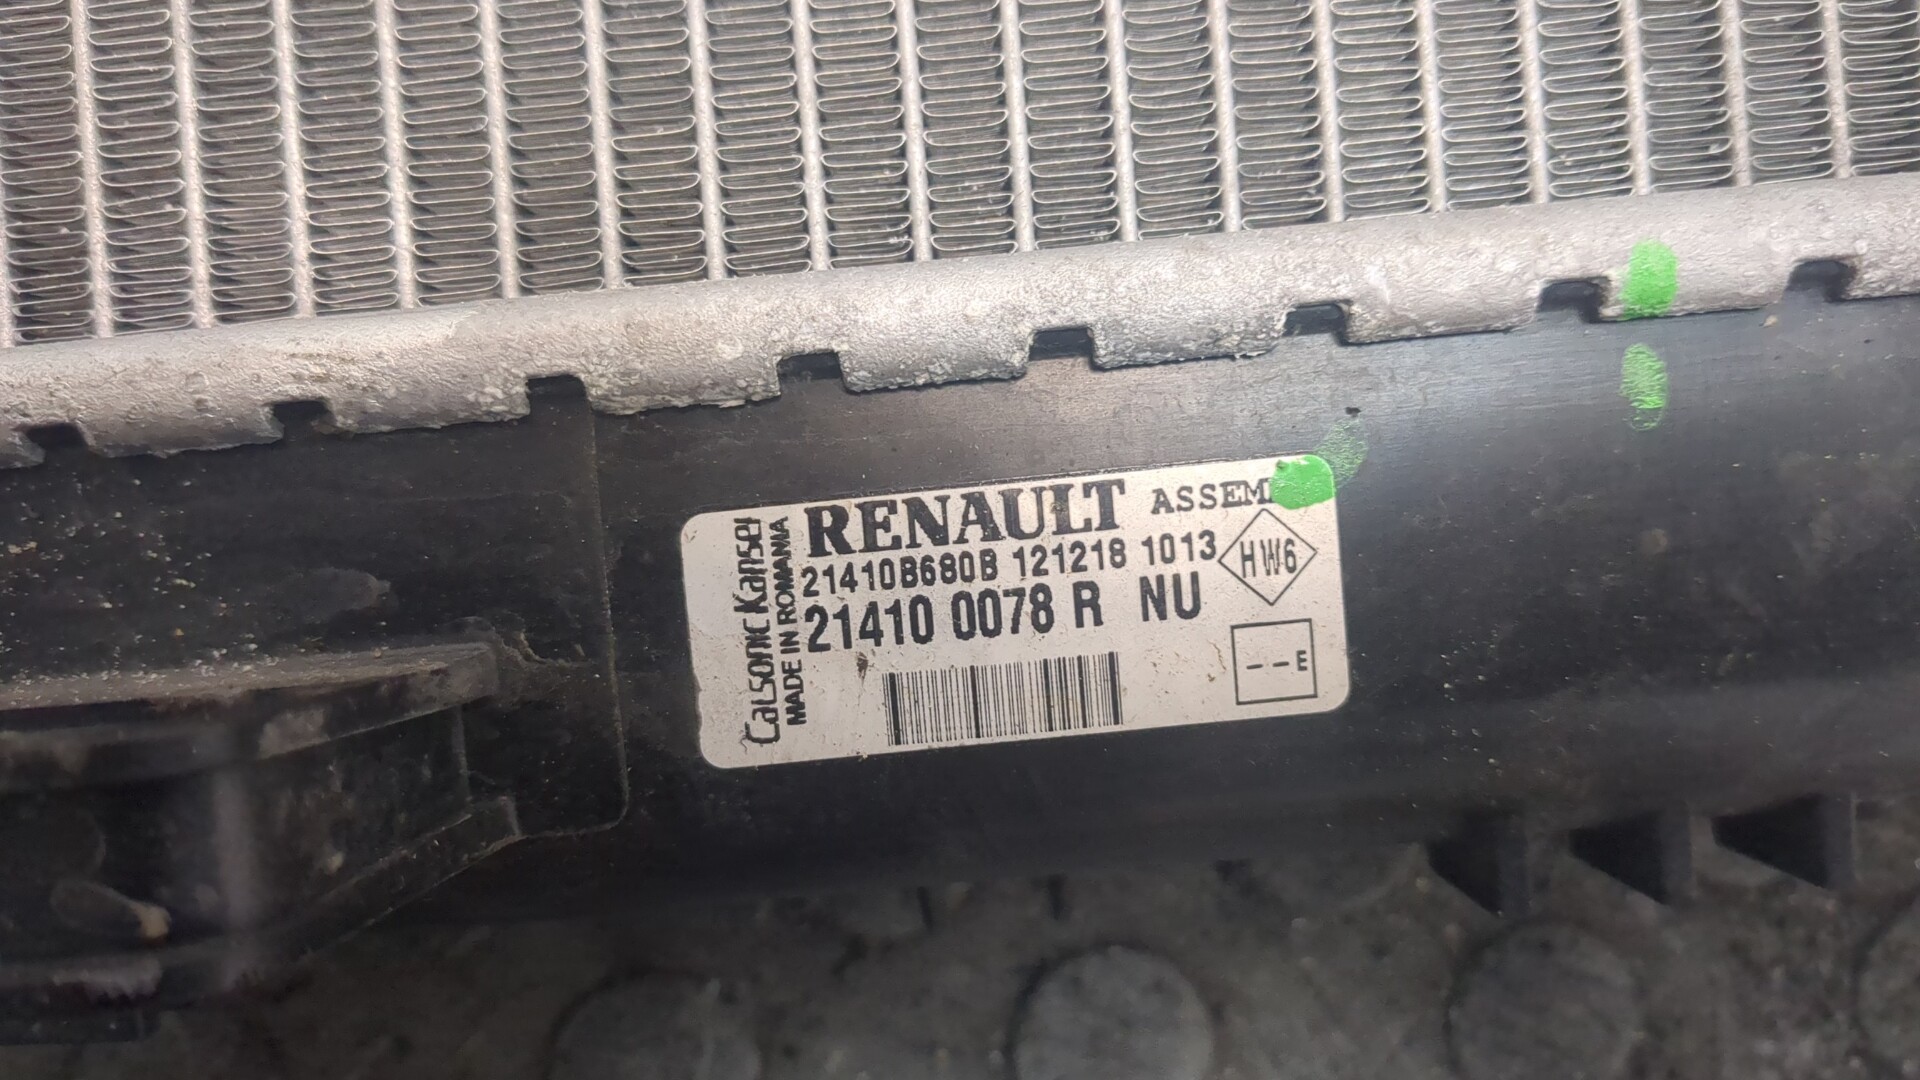 RENAULT ASSEM
21410B680B 121218 1013
21410 0078 R NU
HW6
--E
CaLsonic Kansei
MADE IN ROMANIA